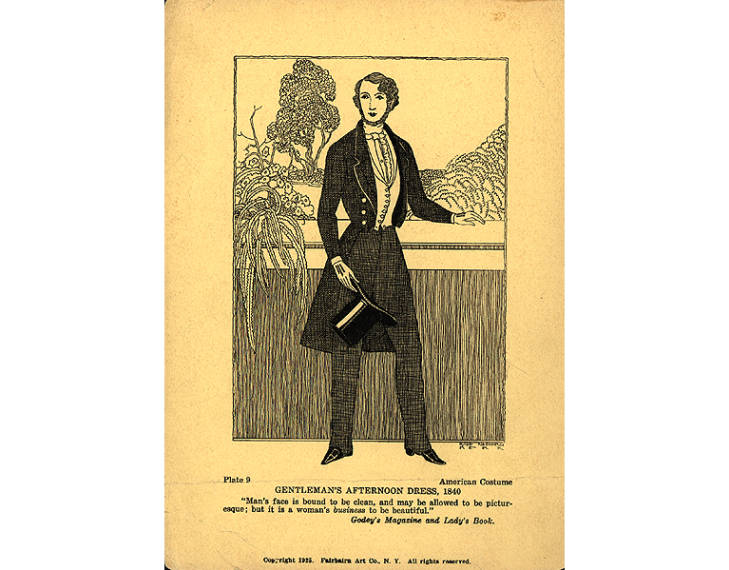 Plate 9 American Costume
GENTLEMAN'S AFTERNOON DRESS, 1840
"Man's face is bound to be clean, and may be allowed to be pictur-
esque; but it is a woman's business to be beautiful."
Godey's Magazine and Lady's Book.
Copyright 1925. Fairbairn Art Co., N. Y. All rights reserved.